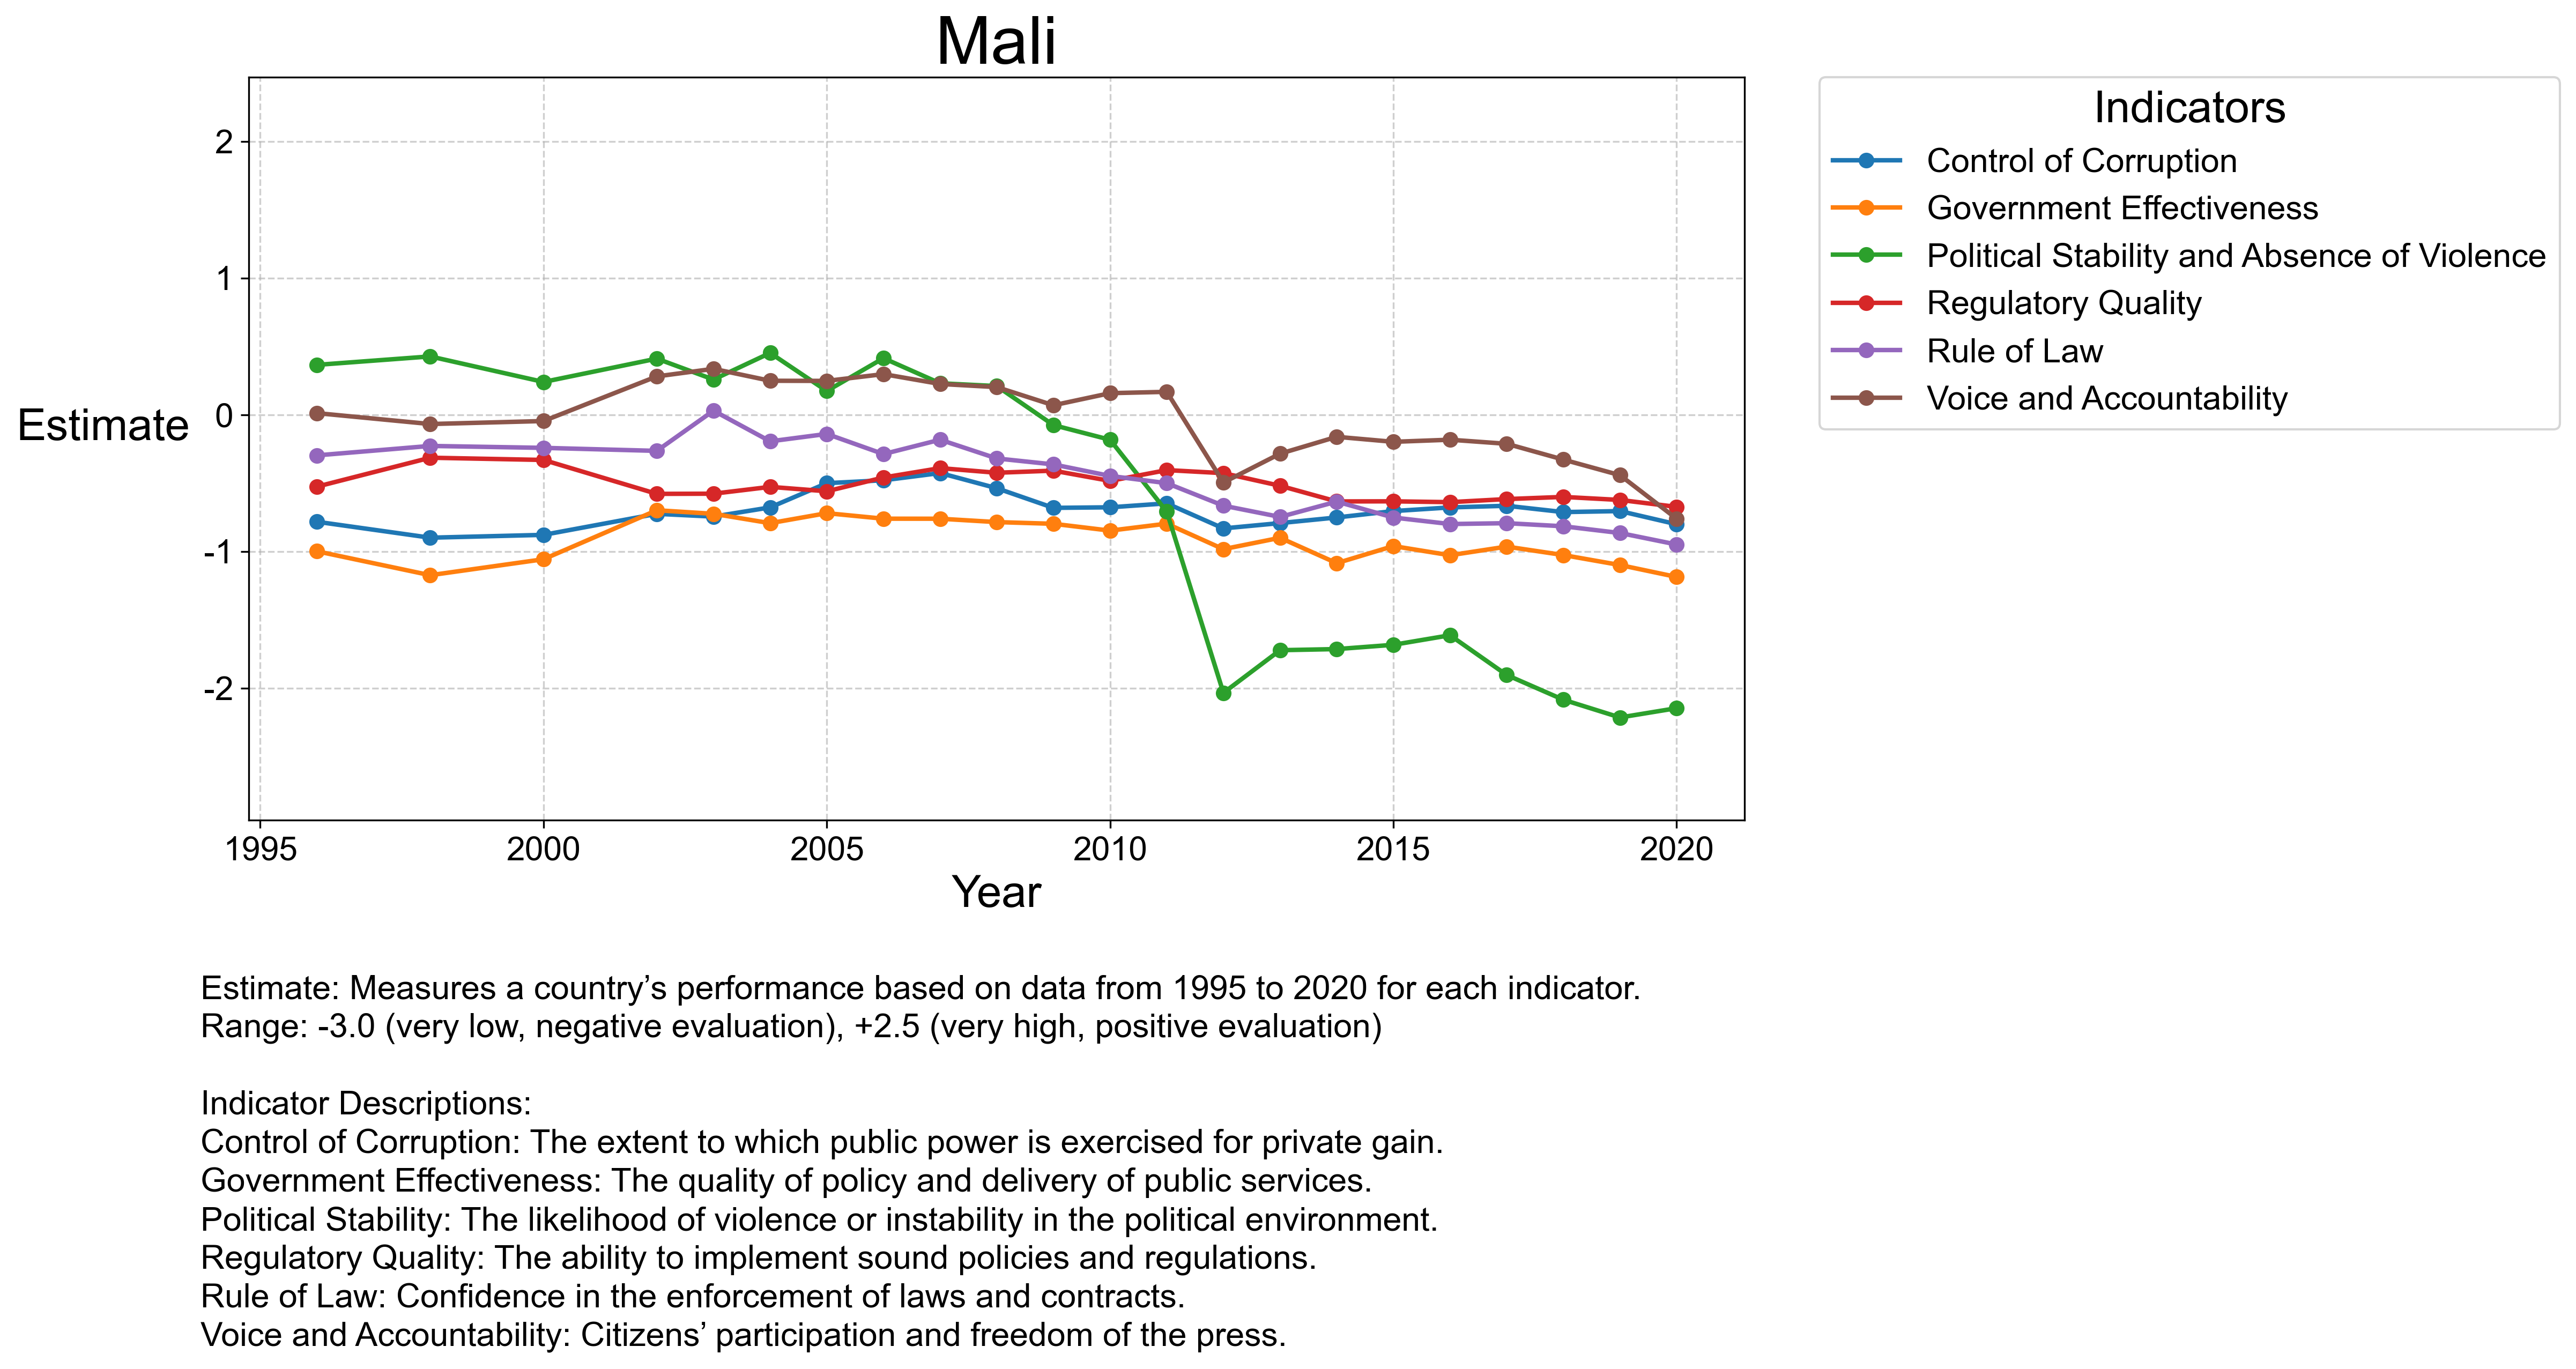 Mali
Indicators
Control of Corruption
Government Effectiveness
Political Stability and Absence of Violence
Regulatory Quality
Rule of Law
Voice and Accountability
Estimate
2
1
0
-1
-2
1995 2000 2005 2010 2015 2020
Year
Estimate: Measures a country’s performance based on data from 1995 to 2020 for each indicator.
Range: -3.0 (very low, negative evaluation), +2.5 (very high, positive evaluation)
Indicator Descriptions:
Control of Corruption: The extent to which public power is exercised for private gain.
Government Effectiveness: The quality of policy and delivery of public services.
Political Stability: The likelihood of violence or instability in the political environment.
Regulatory Quality: The ability to implement sound policies and regulations.
Rule of Law: Confidence in the enforcement of laws and contracts.
Voice and Accountability: Citizens’ participation and freedom of the press.